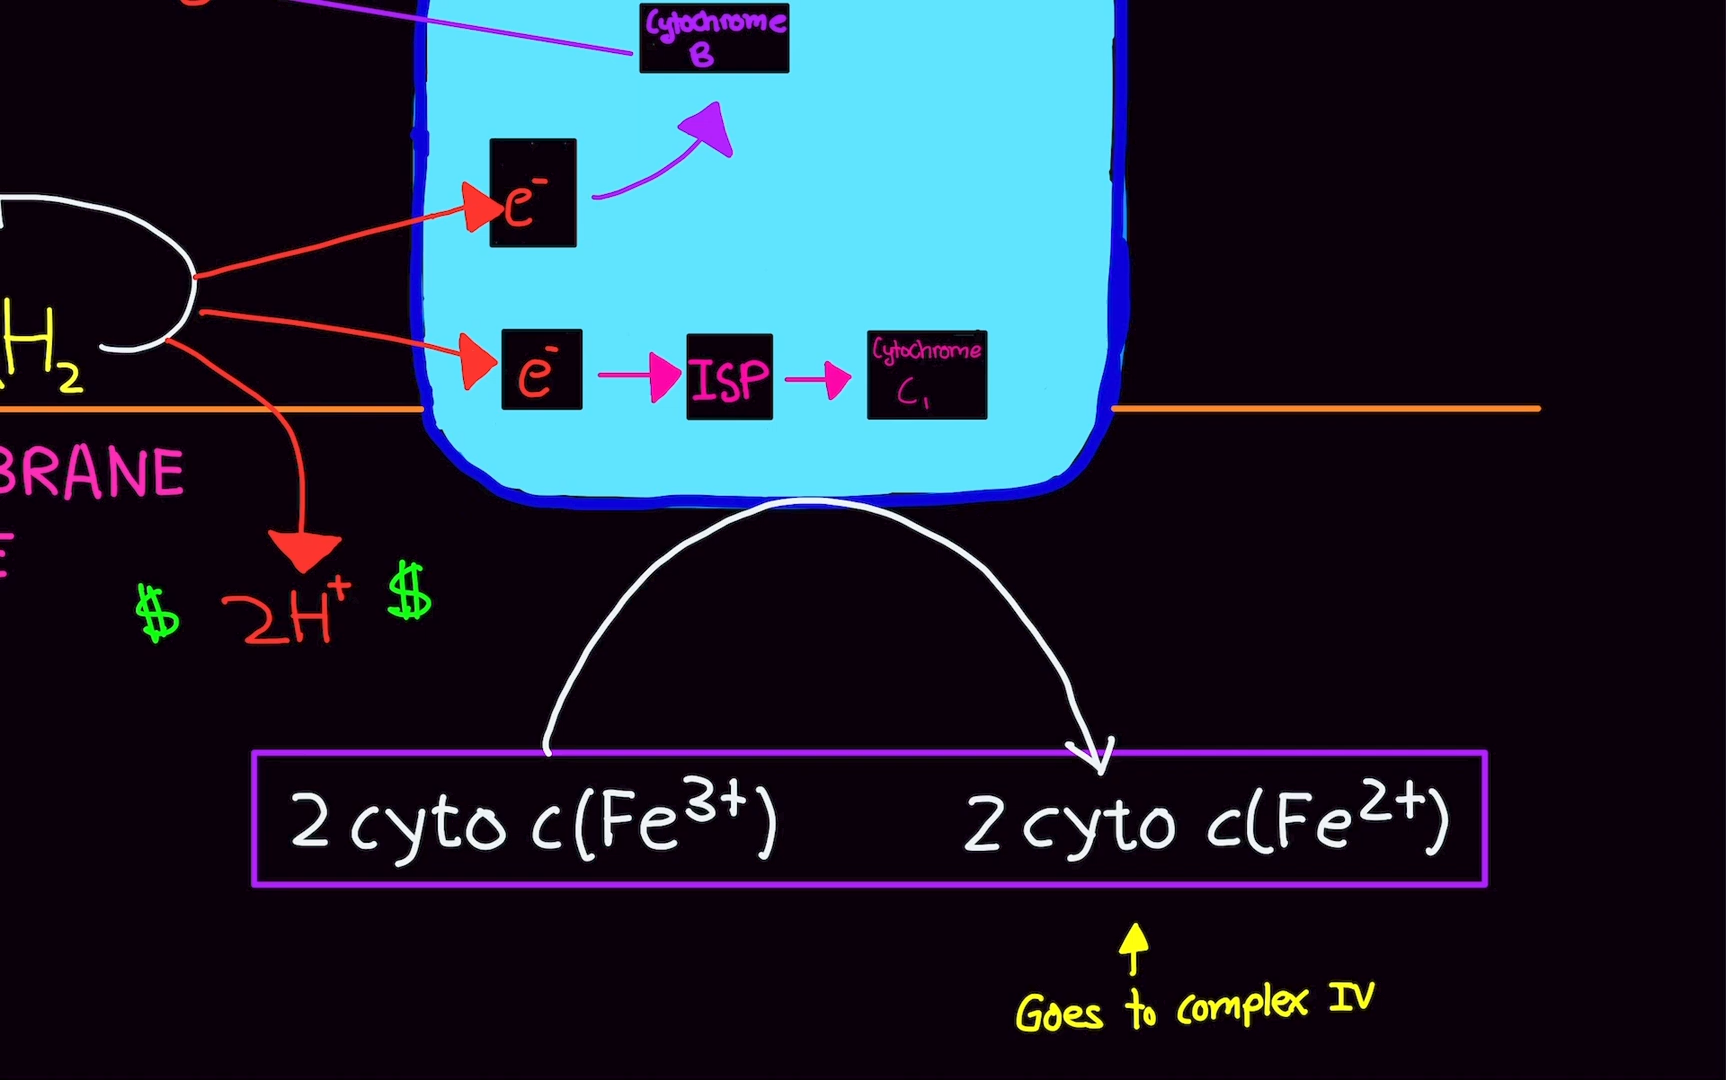 Cytochrome
B
e⁻
H₂
e⁻
ISP
Cytochrome
C₁
BRANE
E
$ 2H⁺ $
2 cyto c(Fe³⁺)
2 cyto c(Fe²⁺)
Goes to complex IV